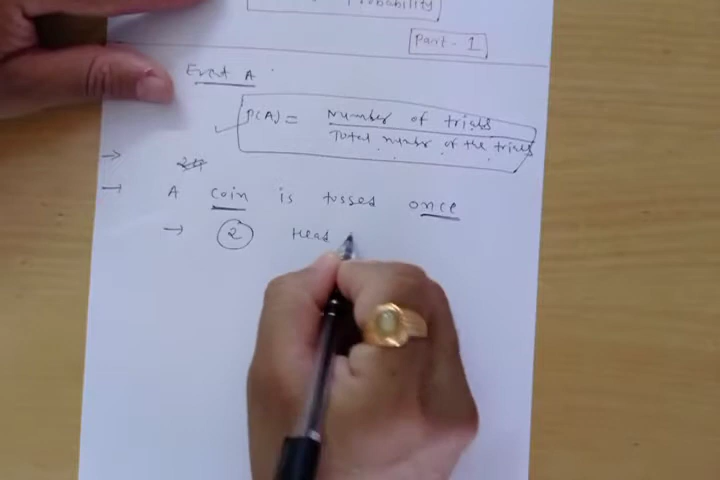 Probability
Part - 1
Event A
P(A) = Number of trials
Total number of the trials
→
→ A coin is tossed once
→ 2 Head